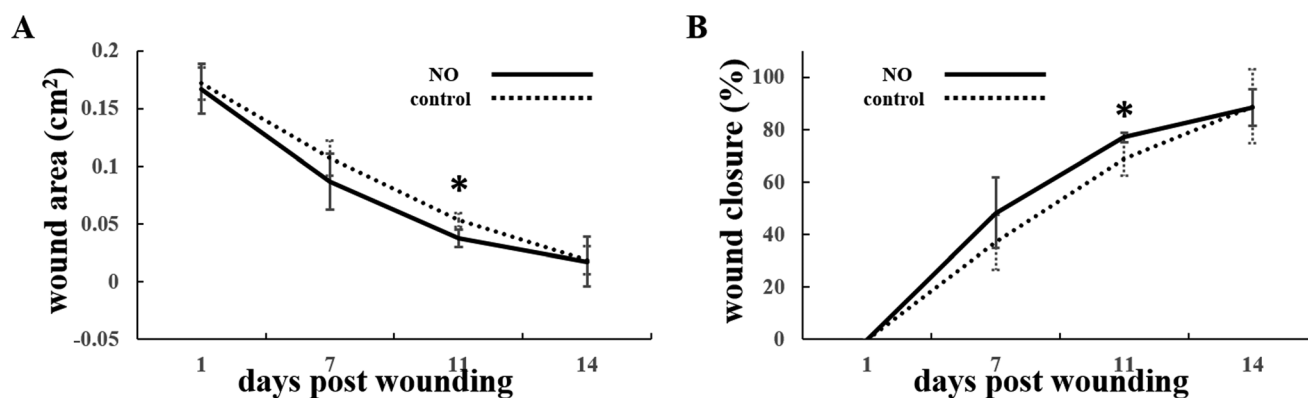 A
wound area (cm²)
0.2
0.15
0.1
0.05
0
-0.05
NO
control
*
1 7 11 14
days post wounding
B
wound closure (%)
100
80
60
40
20
0
NO
control
*
1 7 11 14
days post wounding